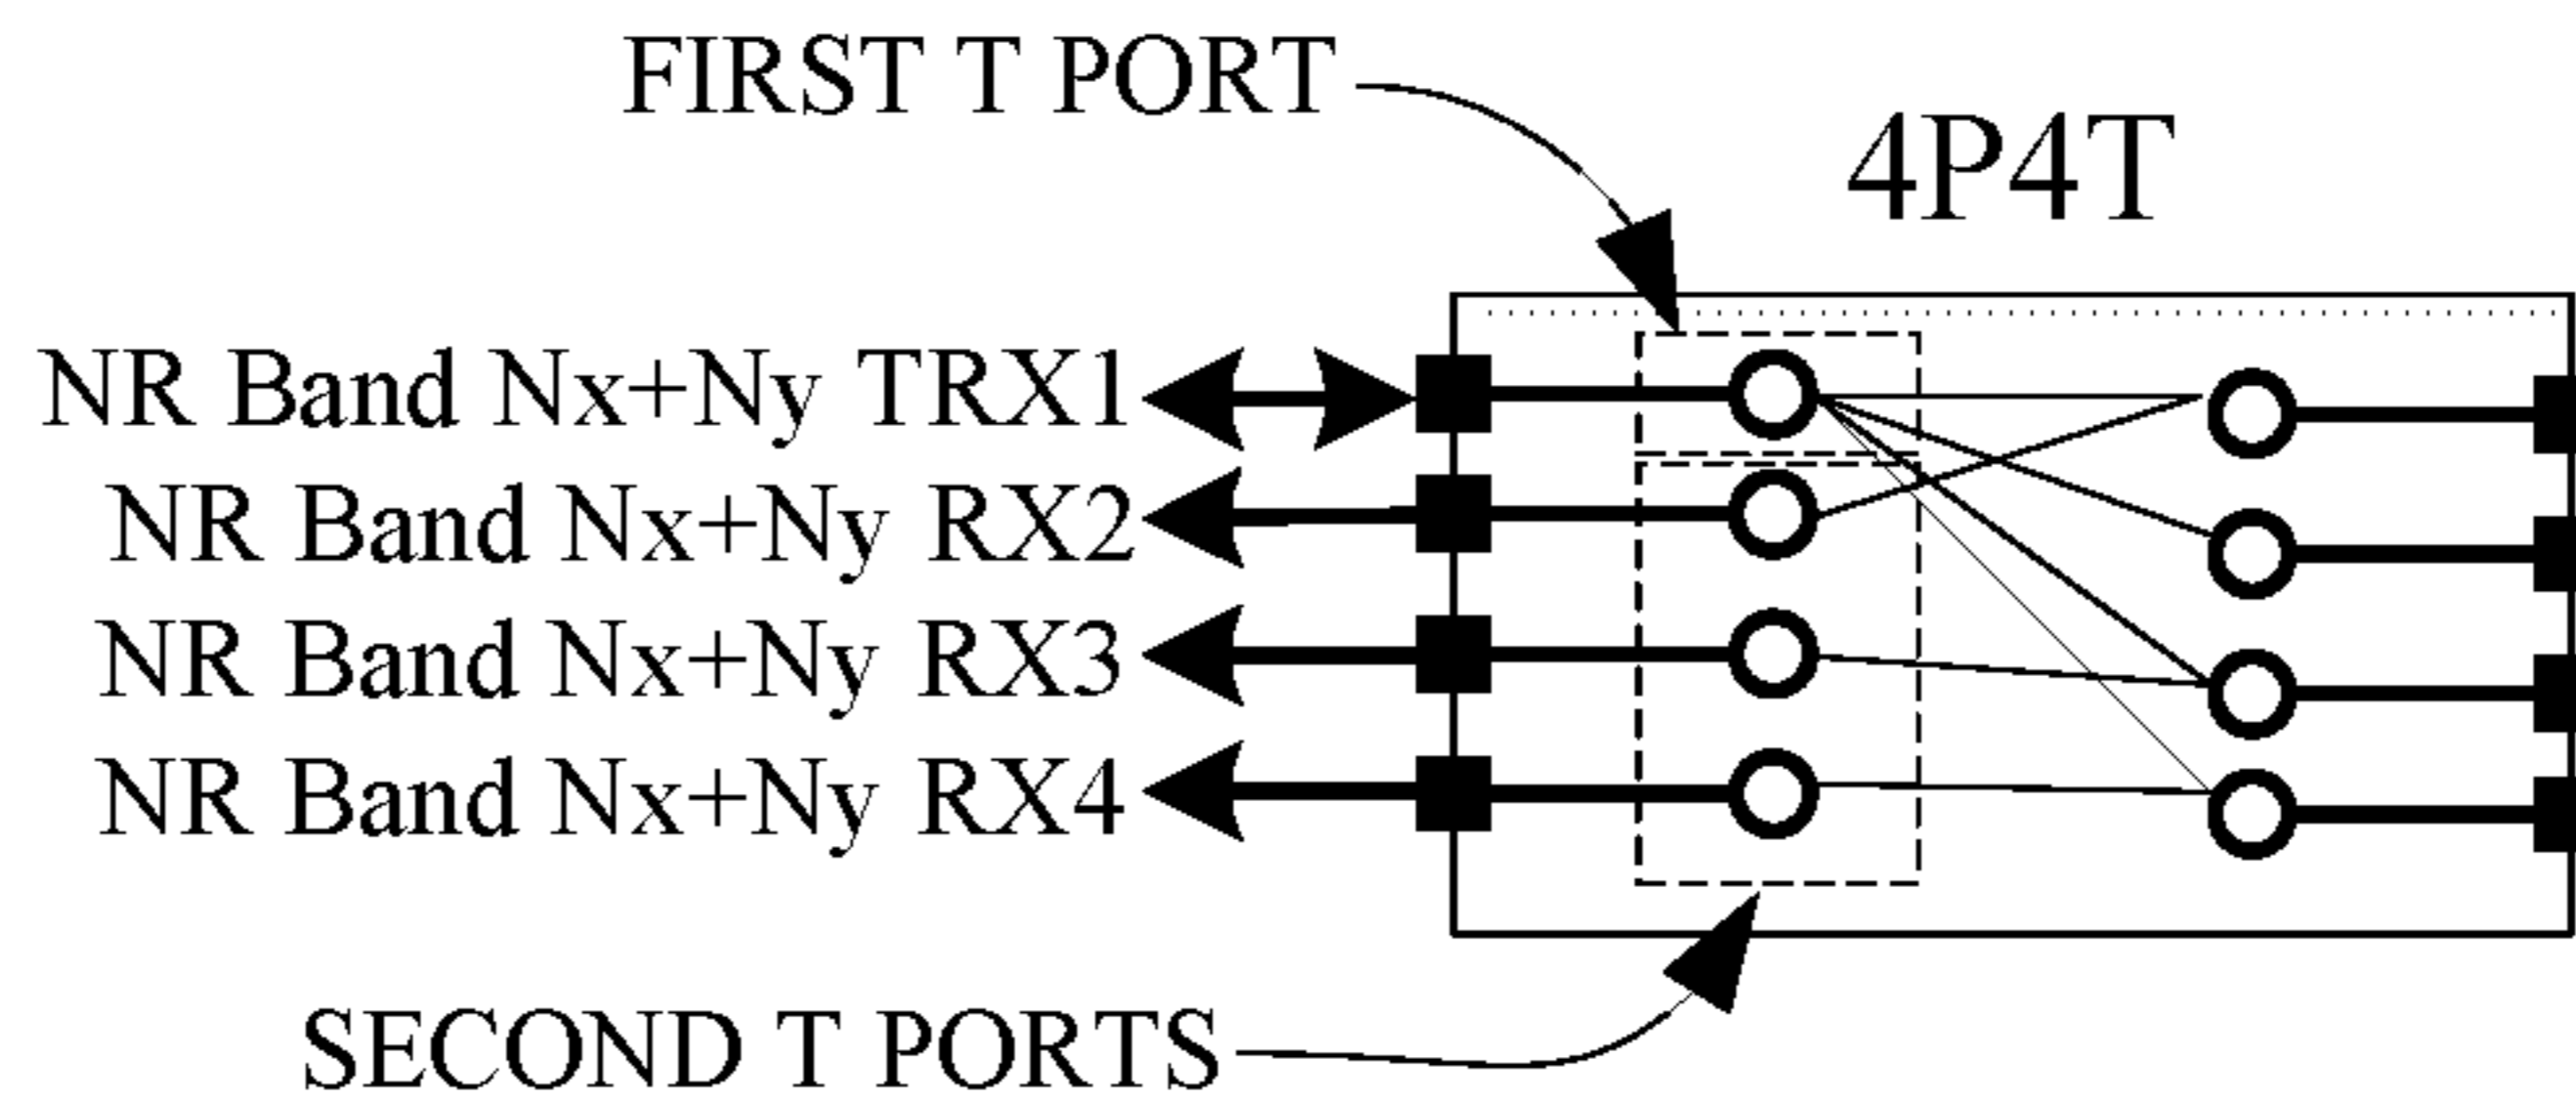 FIRST T PORT
4P4T
NR Band Nx+Ny TRX1
NR Band Nx+Ny RX2
NR Band Nx+Ny RX3
NR Band Nx+Ny RX4
SECOND T PORTS